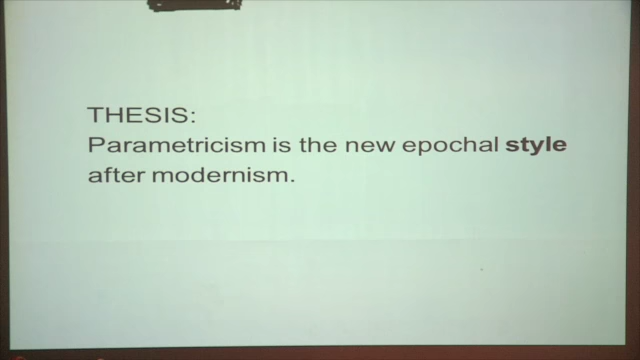 THESIS:
Parametricism is the new epochal style
after modernism.